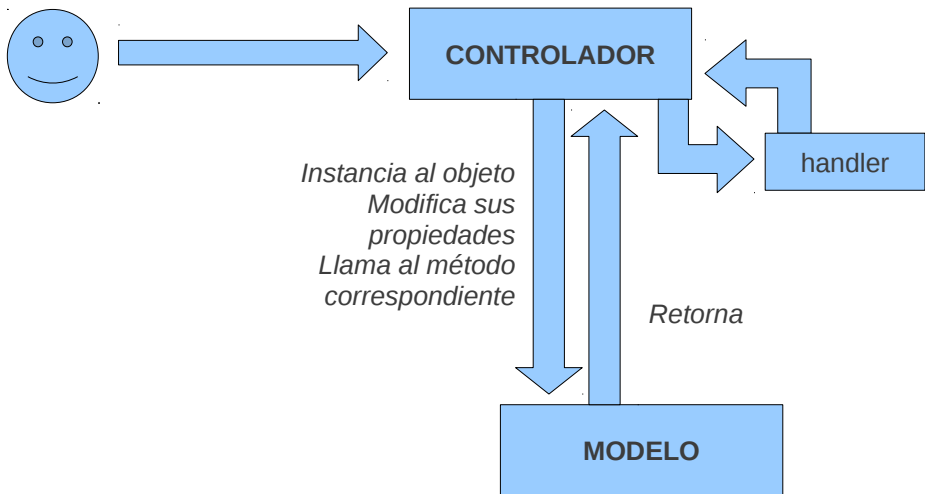 CONTROLADOR
handler
Instancia al objeto
Modifica sus
propiedades
Llama al método
correspondiente
Retorna
MODELO